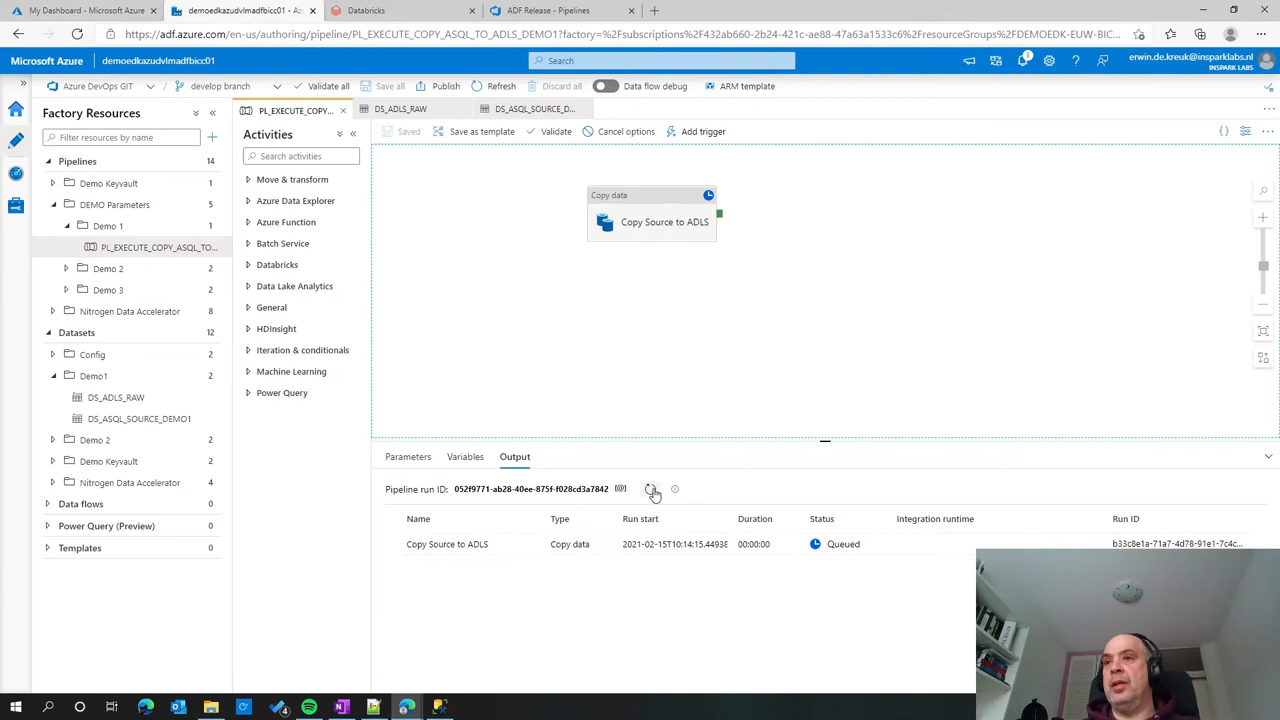 My Dashboard - Microsoft Azure
demoedkazudvlmadfbicc01 - Azure
Databricks
ADF Release - Pipelines
https://adf.azure.com/en-us/authoring/pipeline/PL_EXECUTE_COPY_ASQL_TO_ADLS_DEMO1?factory=%2Fsubscriptions%2F432ab660-2b24-421c-ae88-47a63a1533c6%2FresourceGroups%2FDEMOEDK-EUW-BIC...
Microsoft Azure
demoedkazudvlmadfbicc01
Search
1
erwin.de.kreuk@insparklabs.nl
INSPARK LABS
Azure DevOps GIT
develop branch
Validate all
Save all
Publish
Refresh
Discard all
Data flow debug
ARM template
Factory Resources
Filter resources by name
Pipelines 14
Demo Keyvault 1
DEMO Parameters 5
Demo 1 1
PL_EXECUTE_COPY_ASQL_TO...
Demo 2 2
Demo 3 2
Nitrogen Data Accelerator 8
Datasets 12
Config 2
Demo1 2
DS_ADLS_RAW
DS_ASQL_SOURCE_DEMO1
Demo 2 2
Demo Keyvault 2
Nitrogen Data Accelerator 4
Data flows 0
Power Query (Preview) 0
Templates 0
PL_EXECUTE_COPY...
DS_ADLS_RAW
DS_ASQL_SOURCE_D...
Activities
Search activities
Move & transform
Azure Data Explorer
Azure Function
Batch Service
Databricks
Data Lake Analytics
General
HDInsight
Iteration & conditionals
Machine Learning
Power Query
Saved
Save as template
Validate
Cancel options
Add trigger
Copy data
Copy Source to ADLS
Parameters
Variables
Output
Pipeline run ID: 052f9771-ab28-40ee-875f-f028cd3a7842
Name Type Run start Duration Status Integration runtime Run ID
Copy Source to ADLS Copy data 2021-02-15T10:14:15.44938 00:00:00 Queued b33c8e1a-71a7-4d78-91e1-7c4c...